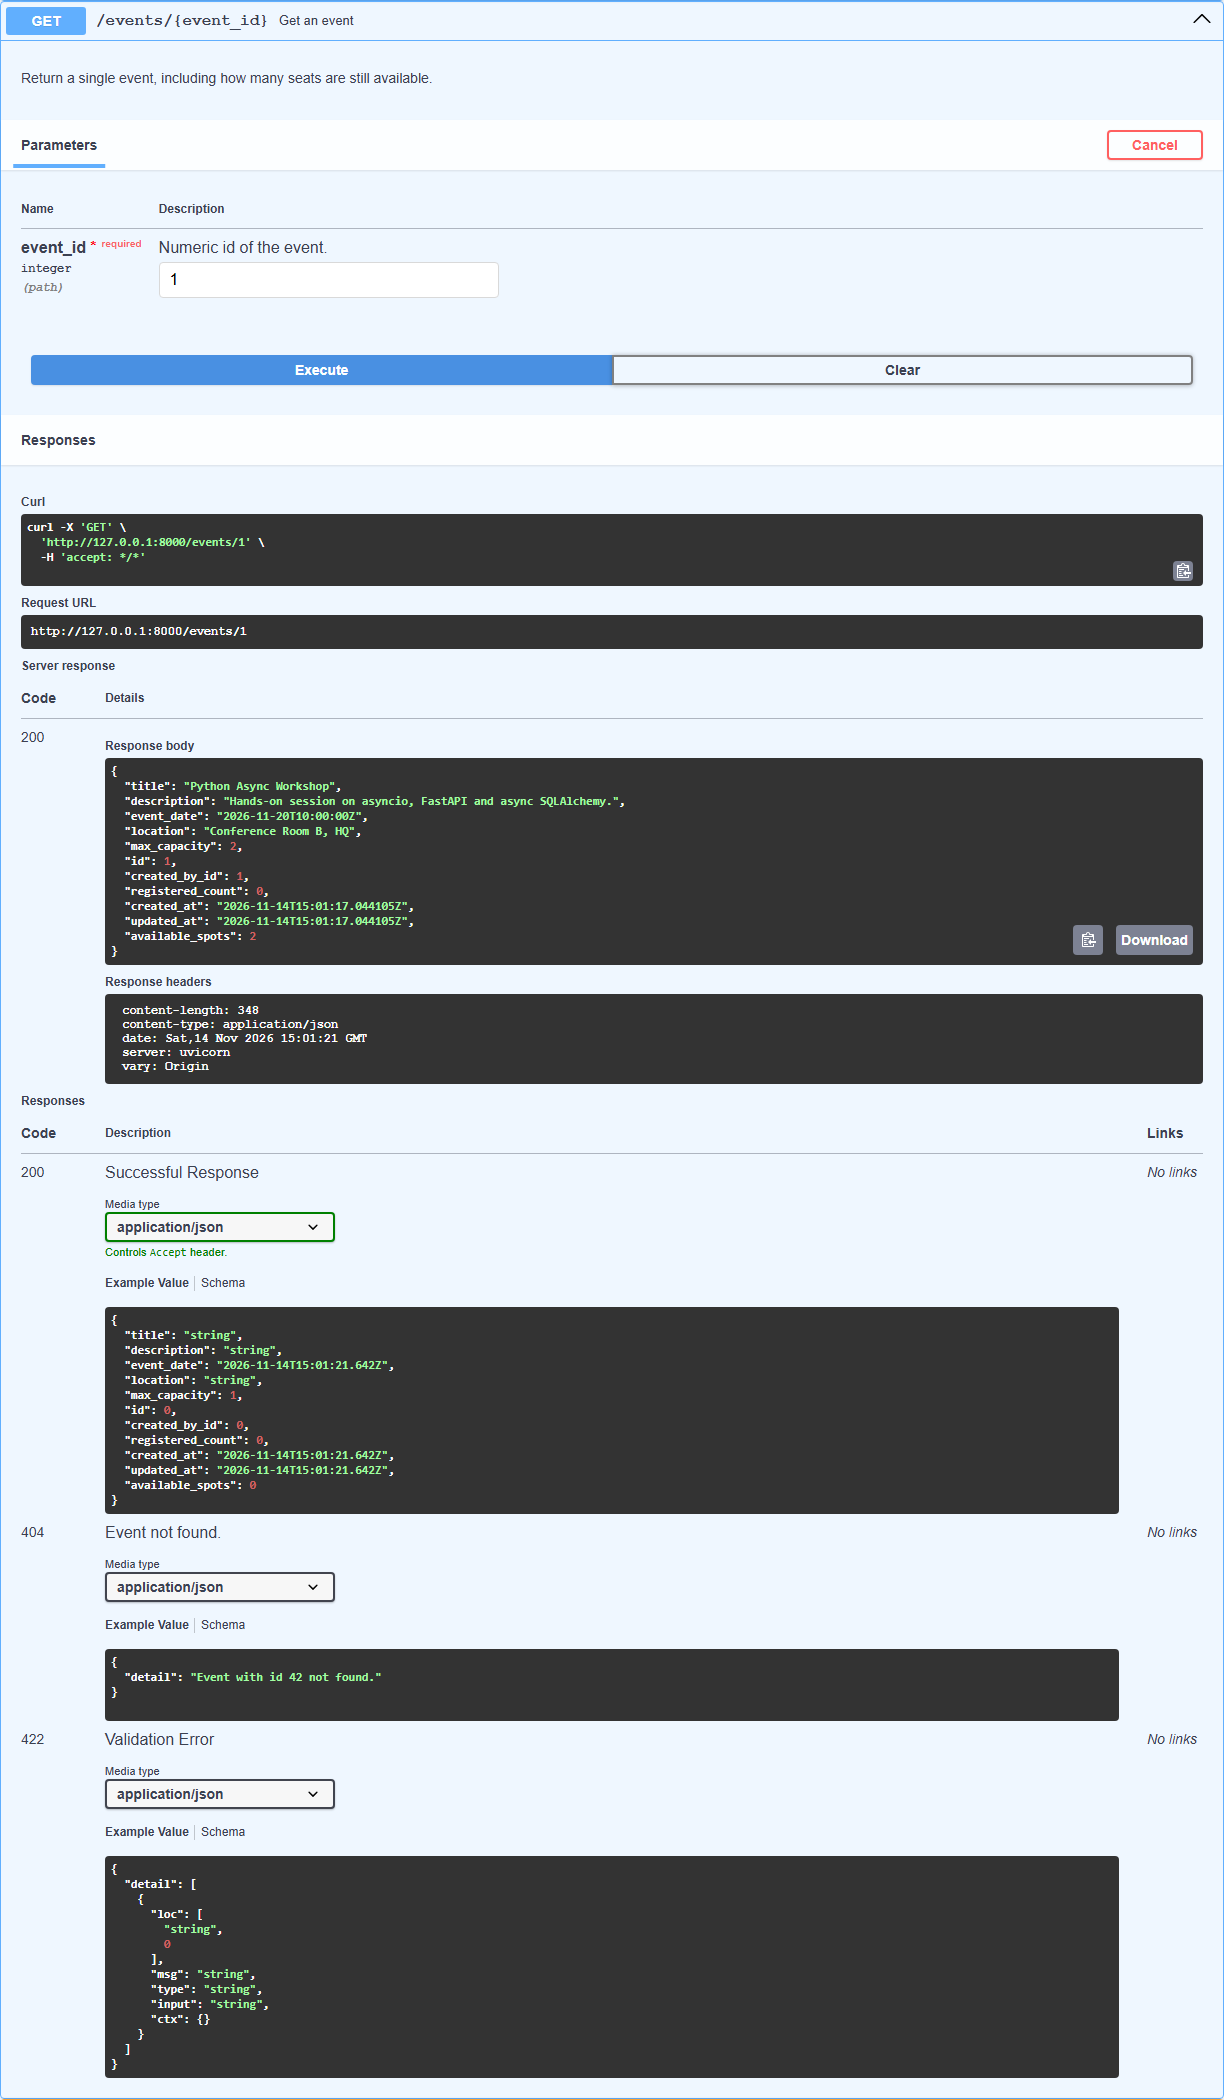 GET /events/{event_id} Get an event
Return a single event, including how many seats are still available.
Parameters
Cancel
Name Description
event_id * required
integer
(path)
Numeric id of the event.
1
Execute Clear
Responses
Curl
curl -X 'GET' \
  'http://127.0.0.1:8000/events/1' \
  -H 'accept: */*'
Request URL
http://127.0.0.1:8000/events/1
Server response
Code Details
200
Response body
{
  "title": "Python Async Workshop",
  "description": "Hands-on session on asyncio, FastAPI and async SQLAlchemy.",
  "event_date": "2026-11-20T10:00:00Z",
  "location": "Conference Room B, HQ",
  "max_capacity": 2,
  "id": 1,
  "created_by_id": 1,
  "registered_count": 0,
  "created_at": "2026-11-14T15:01:17.044105Z",
  "updated_at": "2026-11-14T15:01:17.044105Z",
  "available_spots": 2
}
Download
Response headers
content-length: 348
content-type: application/json
date: Sat,14 Nov 2026 15:01:21 GMT
server: uvicorn
vary: Origin
Responses
Code Description Links
200 Successful Response No links
Media type
application/json
Controls Accept header.
Example Value Schema
{
  "title": "string",
  "description": "string",
  "event_date": "2026-11-14T15:01:21.642Z",
  "location": "string",
  "max_capacity": 1,
  "id": 0,
  "created_by_id": 0,
  "registered_count": 0,
  "created_at": "2026-11-14T15:01:21.642Z",
  "updated_at": "2026-11-14T15:01:21.642Z",
  "available_spots": 0
}
404 Event not found. No links
Media type
application/json
Example Value Schema
{
  "detail": "Event with id 42 not found."
}
422 Validation Error No links
Media type
application/json
Example Value Schema
{
  "detail": [
    {
      "loc": [
        "string",
        0
      ],
      "msg": "string",
      "type": "string",
      "input": "string",
      "ctx": {}
    }
  ]
}